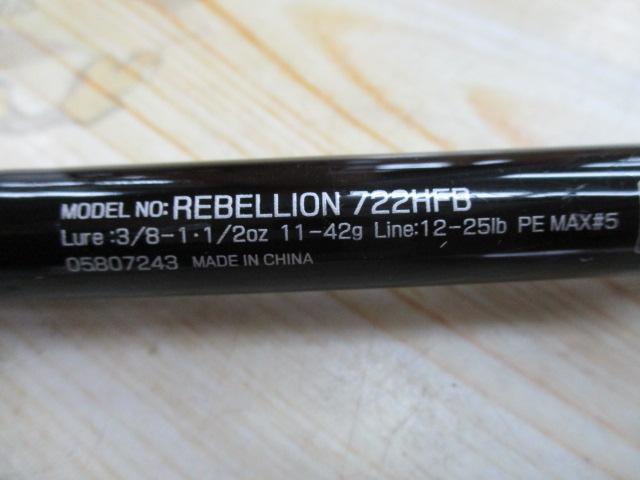 MODEL NO: REBELLION 722HFB
Lure :3/8-1·1/2oz 11-42g Line:12-25lb PE MAX#5
05807243 MADE IN CHINA